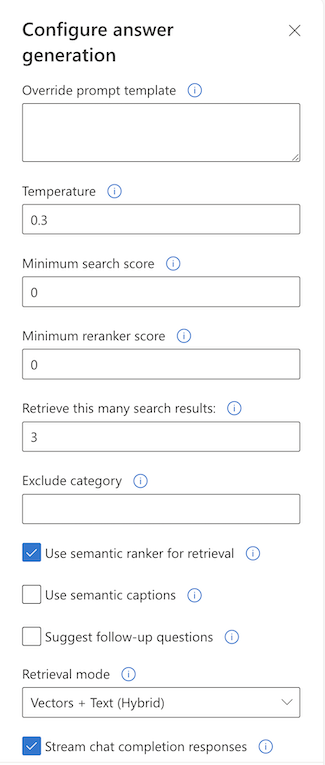 Configure answer
generation
Override prompt template
Temperature
0.3
Minimum search score
0
Minimum reranker score
0
Retrieve this many search results:
3
Exclude category
Use semantic ranker for retrieval
Use semantic captions
Suggest follow-up questions
Retrieval mode
Vectors + Text (Hybrid)
Stream chat completion responses